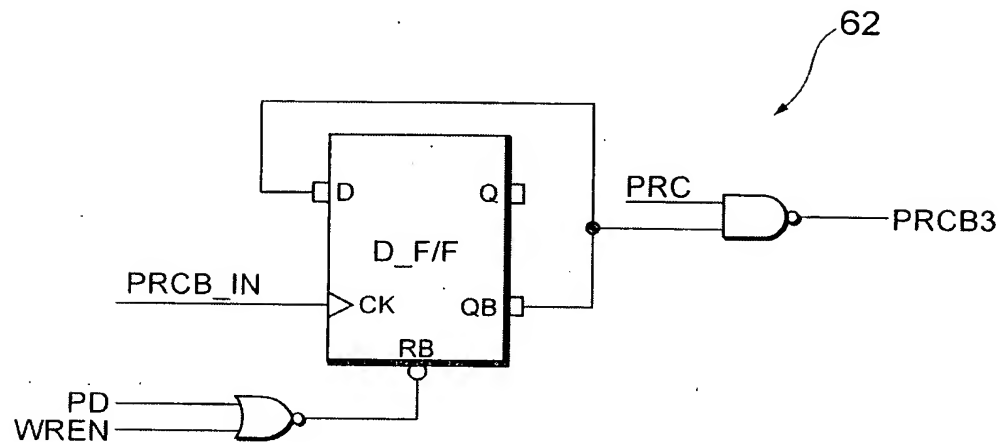 62
D
Q
PRC
PRCB3
D_F/F
PRCB_IN
CK
QB
RB
PD
WREN